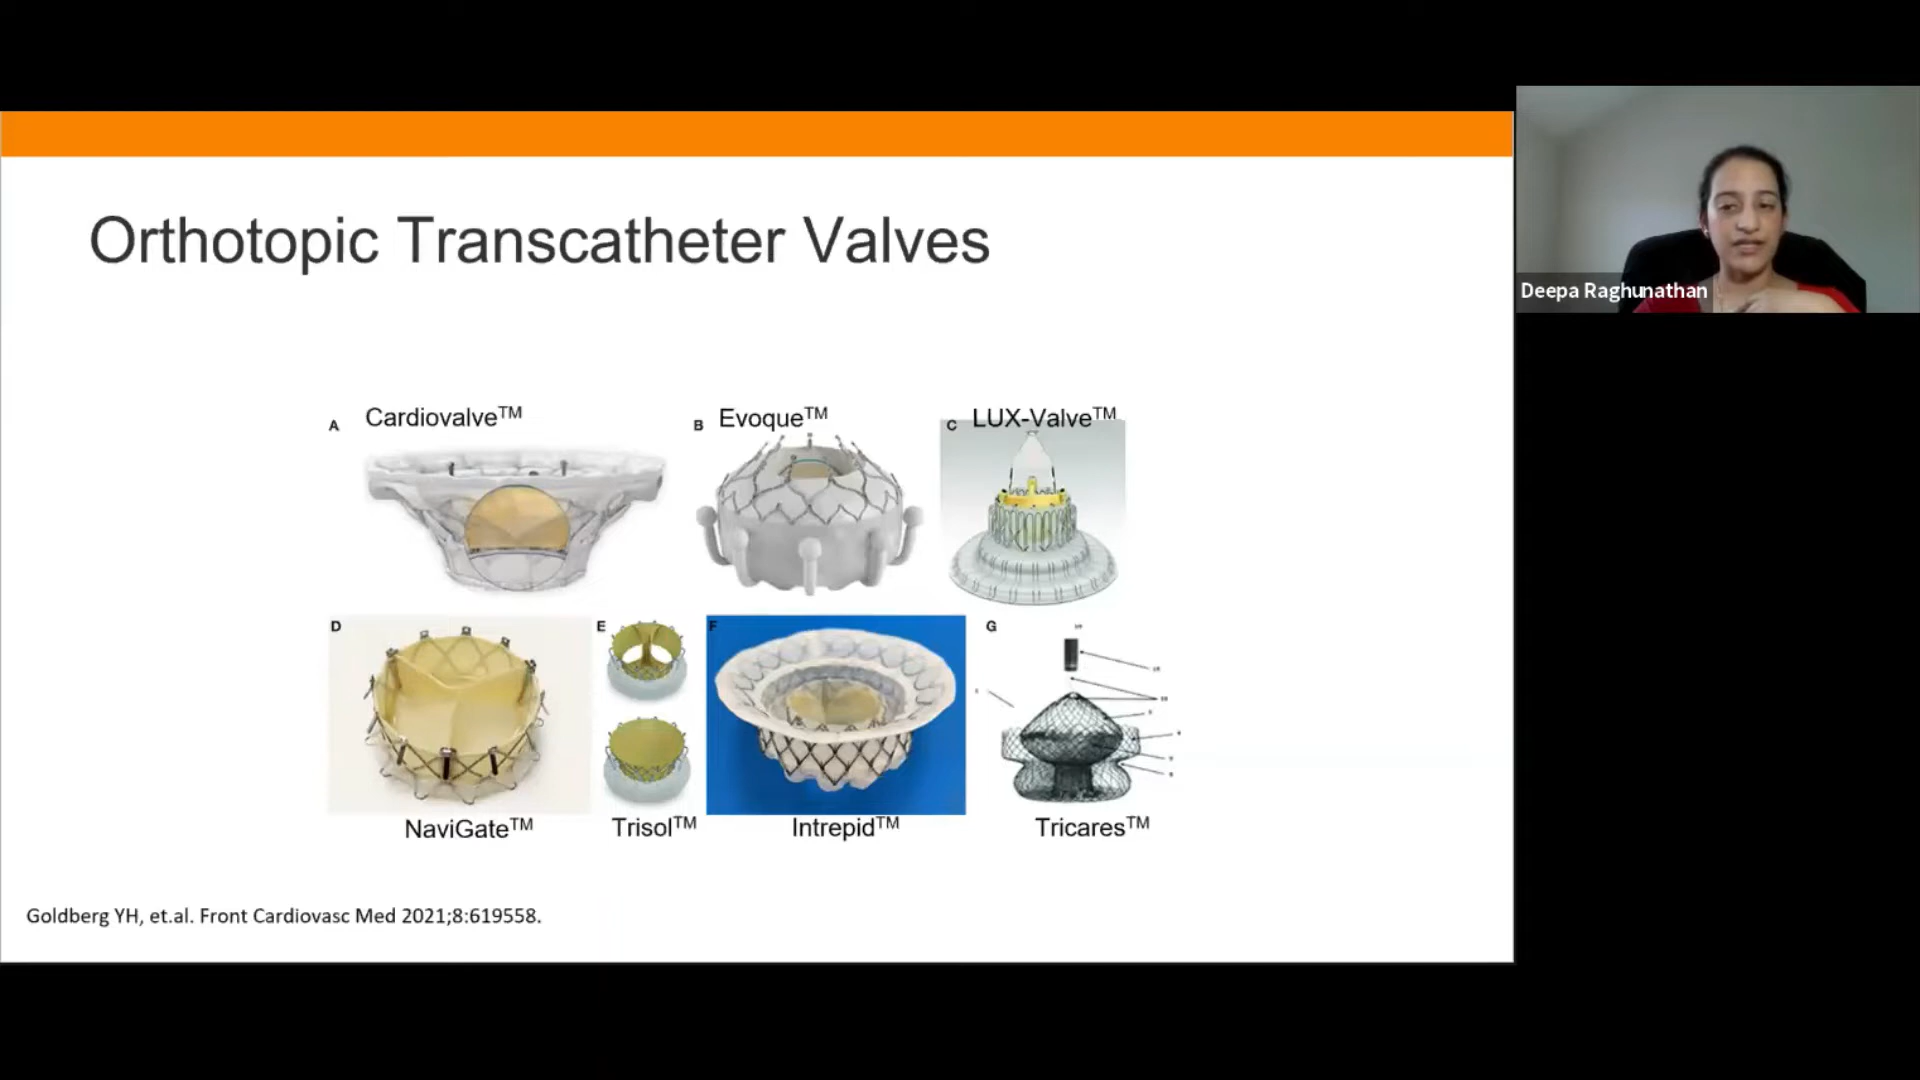 Orthotopic Transcatheter Valves
Deepa Raghunathan
A Cardiovalve™
B Evoque™
C LUX-Valve™
D
E
F
G
NaviGate™
Trisol™
Intrepid™
Tricares™
Goldberg YH, et.al. Front Cardiovasc Med 2021;8:619558.